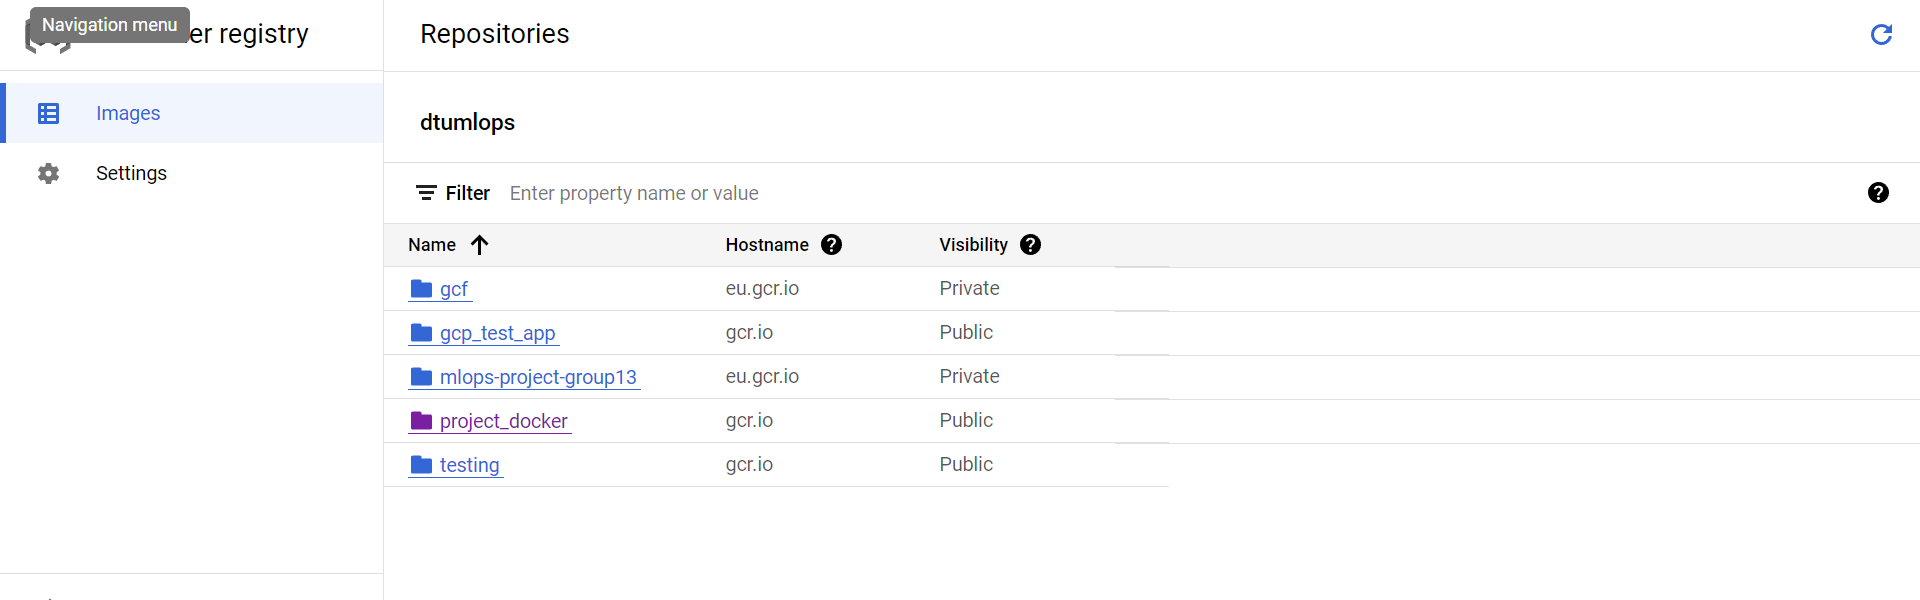 Navigation menu
er registry
Repositories
Images
Settings
dtumlops
Filter Enter property name or value
Name Hostname Visibility
gcf eu.gcr.io Private
gcp_test_app gcr.io Public
mlops-project-group13 eu.gcr.io Private
project_docker gcr.io Public
testing gcr.io Public